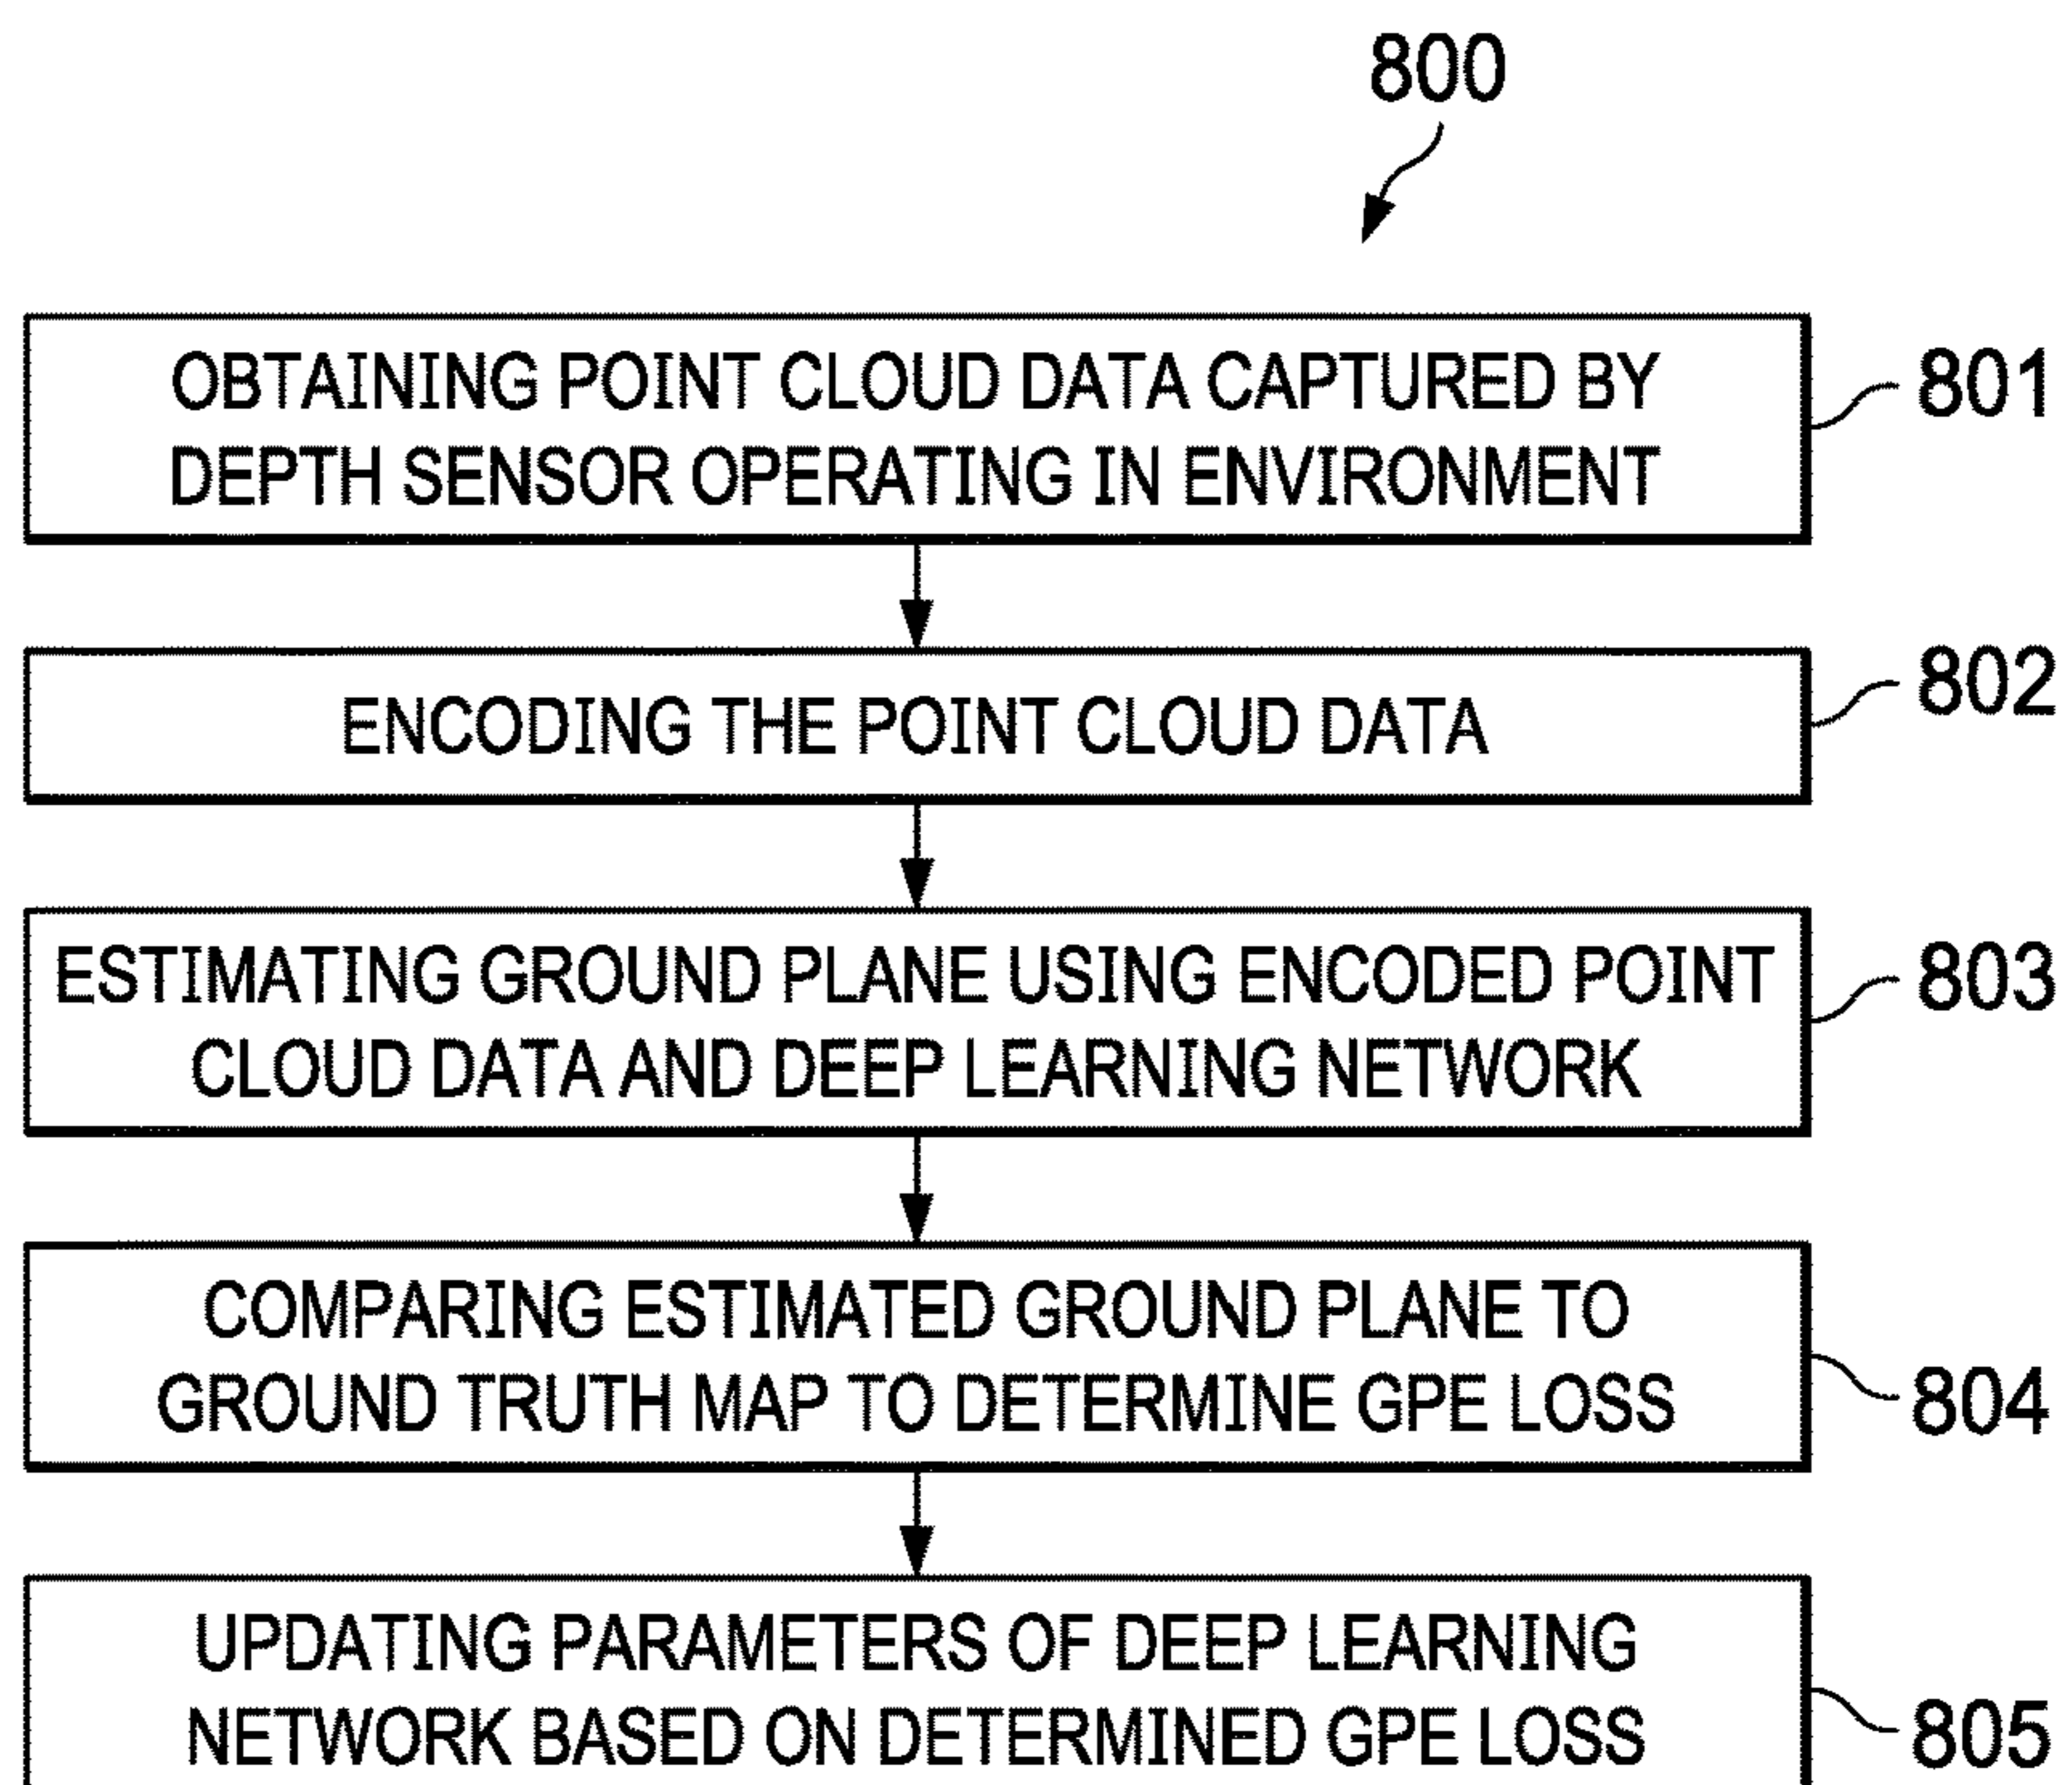 800
OBTAINING POINT CLOUD DATA CAPTURED BY
DEPTH SENSOR OPERATING IN ENVIRONMENT
801
ENCODING THE POINT CLOUD DATA
802
ESTIMATING GROUND PLANE USING ENCODED POINT
CLOUD DATA AND DEEP LEARNING NETWORK
803
COMPARING ESTIMATED GROUND PLANE TO
GROUND TRUTH MAP TO DETERMINE GPE LOSS
804
UPDATING PARAMETERS OF DEEP LEARNING
NETWORK BASED ON DETERMINED GPE LOSS
805